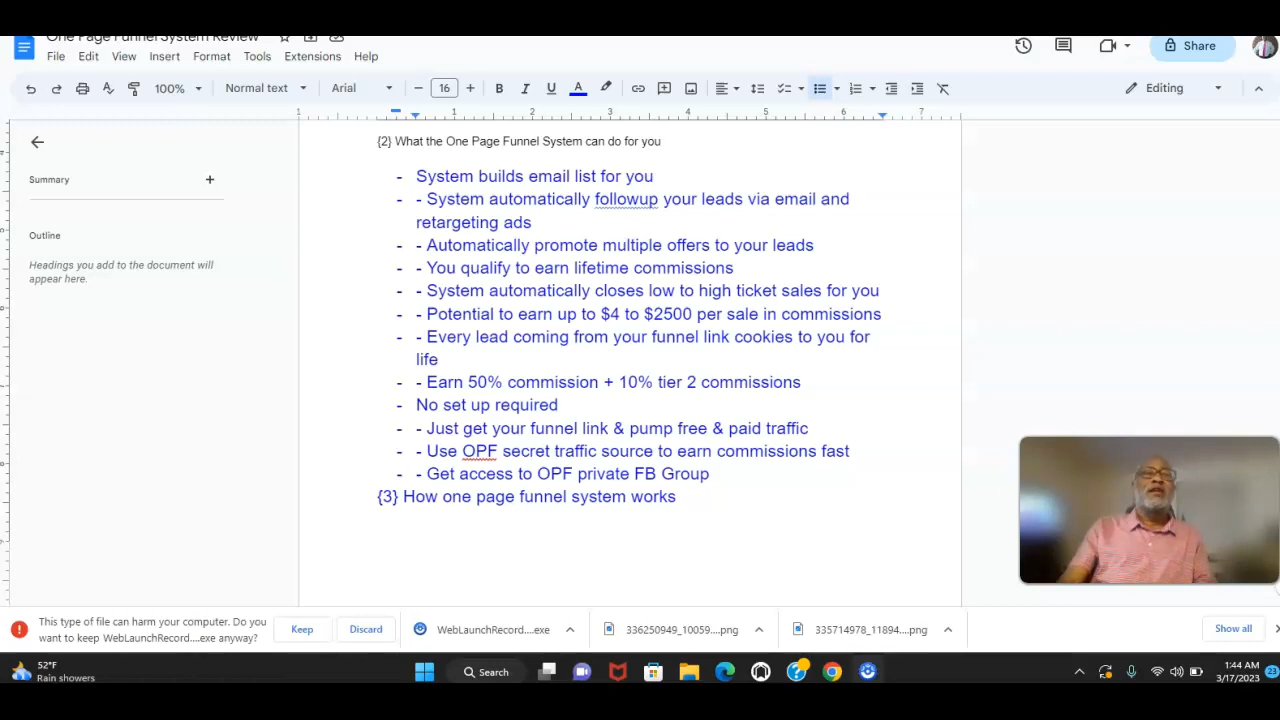 One Page Funnel System Review
File Edit View Insert Format Tools Extensions Help
Share
100% Normal text Arial 16 B I U A Editing
1 1 2 3 4 5 6 7
{2} What the One Page Funnel System can do for you
Summary
Outline
Headings you add to the document will
appear here.
- System builds email list for you
- - System automatically followup your leads via email and
retargeting ads
- - Automatically promote multiple offers to your leads
- - You qualify to earn lifetime commissions
- - System automatically closes low to high ticket sales for you
- - Potential to earn up to $4 to $2500 per sale in commissions
- - Every lead coming from your funnel link cookies to you for
life
- - Earn 50% commission + 10% tier 2 commissions
- No set up required
- - Just get your funnel link & pump free & paid traffic
- - Use OPF secret traffic source to earn commissions fast
- - Get access to OPF private FB Group
{3} How one page funnel system works
This type of file can harm your computer. Do you
want to keep WebLaunchRecord....exe anyway?
Keep
Discard
WebLaunchRecord....exe
336250949_10059....png
335714978_11894....png
Show all
52°F
Rain showers
Search
1:44 AM
3/17/2023
23